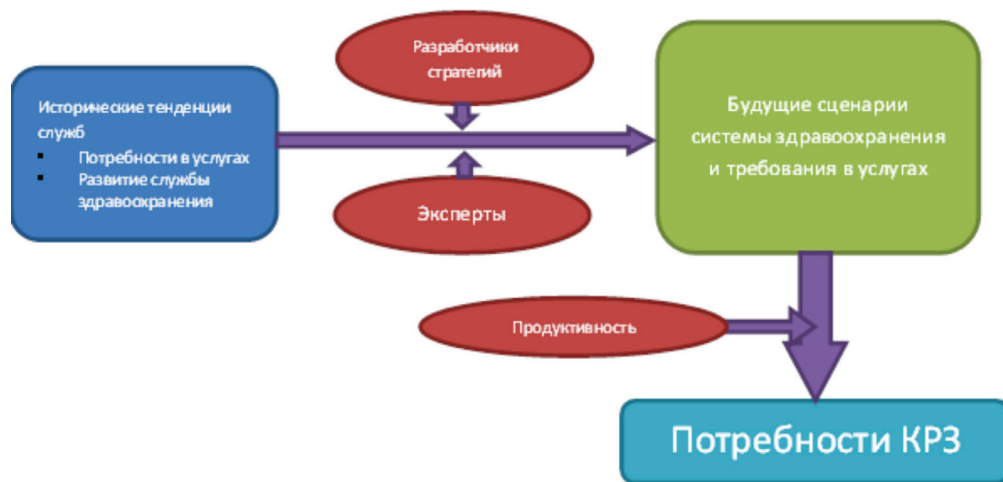 Разработчики
стратегий
Исторические тенденции
служб
▪ Потребности в услугах
▪ Развитие службы
здравоохранения
Будущие сценарии
системы здравоохранения
и требования в услугах
Эксперты
Продуктивность
Потребности КРЗ